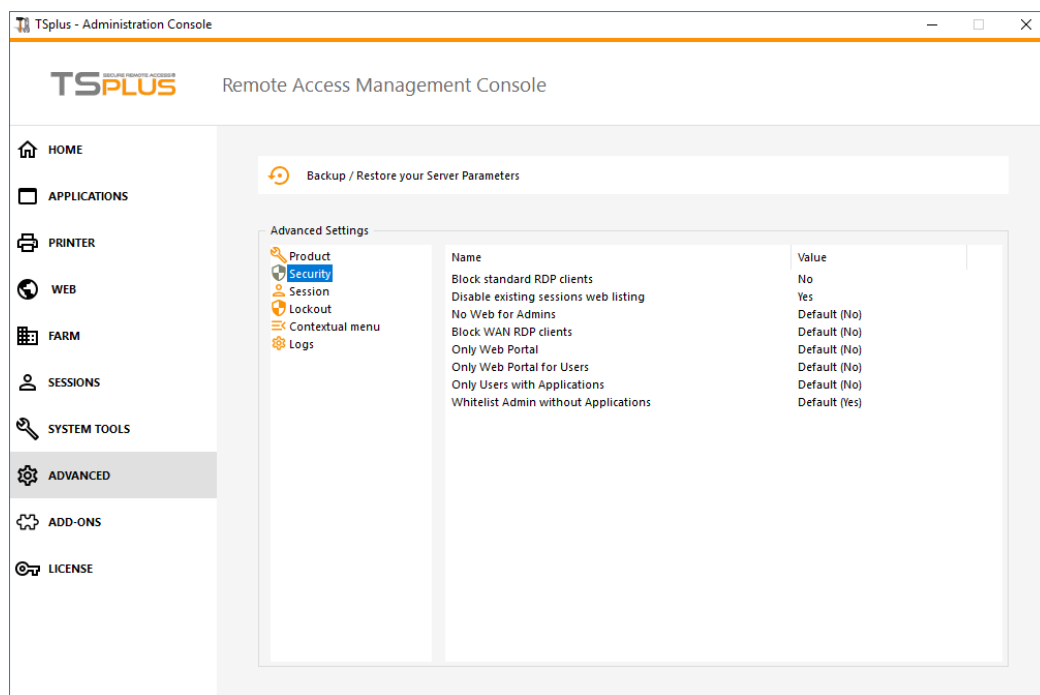 TSplus - Administration Console
TSPLUS
SECURE REMOTE ACCESS®
Remote Access Management Console
HOME
APPLICATIONS
PRINTER
WEB
FARM
SESSIONS
SYSTEM TOOLS
ADVANCED
ADD-ONS
LICENSE
Backup / Restore your Server Parameters
Advanced Settings
Product
Security
Session
Lockout
Contextual menu
Logs
Name Value
Block standard RDP clients No
Disable existing sessions web listing Yes
No Web for Admins Default (No)
Block WAN RDP clients Default (No)
Only Web Portal Default (No)
Only Web Portal for Users Default (No)
Only Users with Applications Default (No)
Whitelist Admin without Applications Default (Yes)